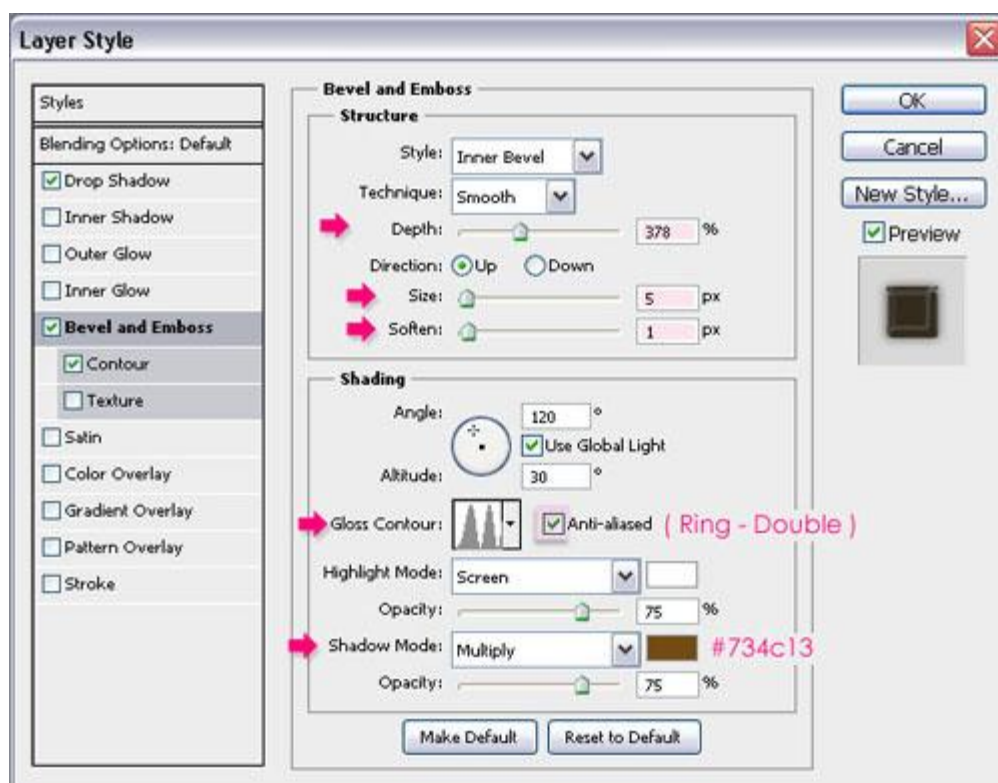 Layer Style
Styles
Blending Options: Default
Drop Shadow
Inner Shadow
Outer Glow
Inner Glow
Bevel and Emboss
Contour
Texture
Satin
Color Overlay
Gradient Overlay
Pattern Overlay
Stroke
Bevel and Emboss
Structure
Style: Inner Bevel
Technique: Smooth
Depth: 378 %
Direction: Up Down
Size: 5 px
Soften: 1 px
Shading
Angle: 120 °
Use Global Light
Altitude: 30 °
Gloss Contour: Anti-aliased ( Ring - Double )
Highlight Mode: Screen
Opacity: 75 %
Shadow Mode: Multiply #734c13
Opacity: 75 %
Make Default Reset to Default
OK
Cancel
New Style...
Preview